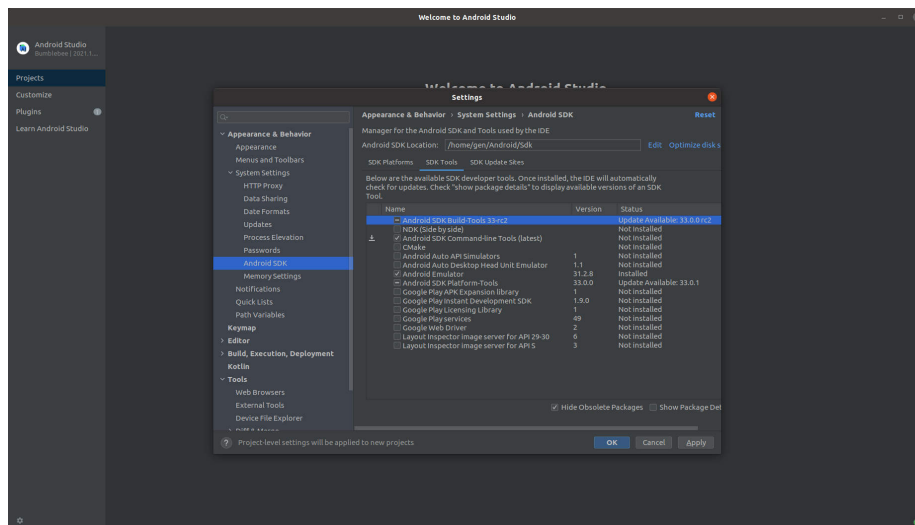 Welcome to Android Studio
Android Studio
Bumblebee | 2021.1...
Projects
Customize
Plugins
1
Learn Android Studio
Welcome to Android Studio
Settings
Appearance & Behavior
Appearance
Menus and Toolbars
System Settings
HTTP Proxy
Data Sharing
Date Formats
Updates
Process Elevation
Passwords
Android SDK
Memory Settings
Notifications
Quick Lists
Path Variables
Keymap
Editor
Build, Execution, Deployment
Kotlin
Tools
Web Browsers
External Tools
Device File Explorer
Diff & Merge
Appearance & Behavior › System Settings › Android SDK Reset
Manager for the Android SDK and Tools used by the IDE
Android SDK Location: /home/gen/Android/Sdk Edit Optimize disk s
SDK Platforms SDK Tools SDK Update Sites
Below are the available SDK developer tools. Once installed, the IDE will automatically
check for updates. Check "show package details" to display available versions of an SDK
Tool.
Name Version Status
Android SDK Build-Tools 33-rc2 Update Available: 33.0.0 rc2
NDK (Side by side) Not Installed
Android SDK Command-line Tools (latest) Not Installed
CMake Not Installed
Android Auto API Simulators 1 Not installed
Android Auto Desktop Head Unit Emulator 1.1 Not installed
Android Emulator 31.2.8 Installed
Android SDK Platform-Tools 33.0.0 Update Available: 33.0.1
Google Play APK Expansion library 1 Not installed
Google Play Instant Development SDK 1.9.0 Not installed
Google Play Licensing Library 1 Not installed
Google Play services 49 Not installed
Google Web Driver 2 Not installed
Layout Inspector image server for API 29-30 6 Not installed
Layout Inspector image server for API S 3 Not installed
Hide Obsolete Packages Show Package Det
? Project-level settings will be applied to new projects
OK Cancel Apply